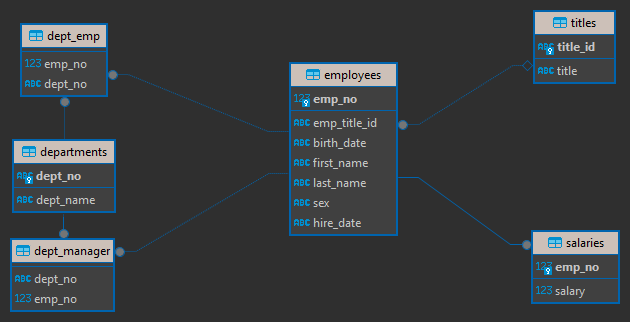 dept_emp
123 emp_no
ABC dept_no
departments
ABC dept_no
ABC dept_name
dept_manager
ABC dept_no
123 emp_no
employees
123 emp_no
ABC emp_title_id
ABC birth_date
ABC first_name
ABC last_name
ABC sex
ABC hire_date
titles
ABC title_id
ABC title
salaries
123 emp_no
123 salary